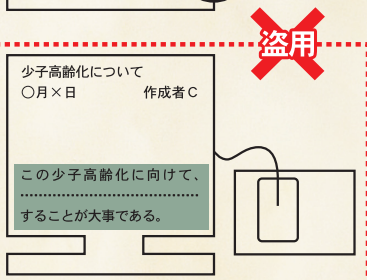 盗用
少子高齢化について
〇月×日 作成者C
この少子高齢化に向けて、
………………………………
することが大事である。